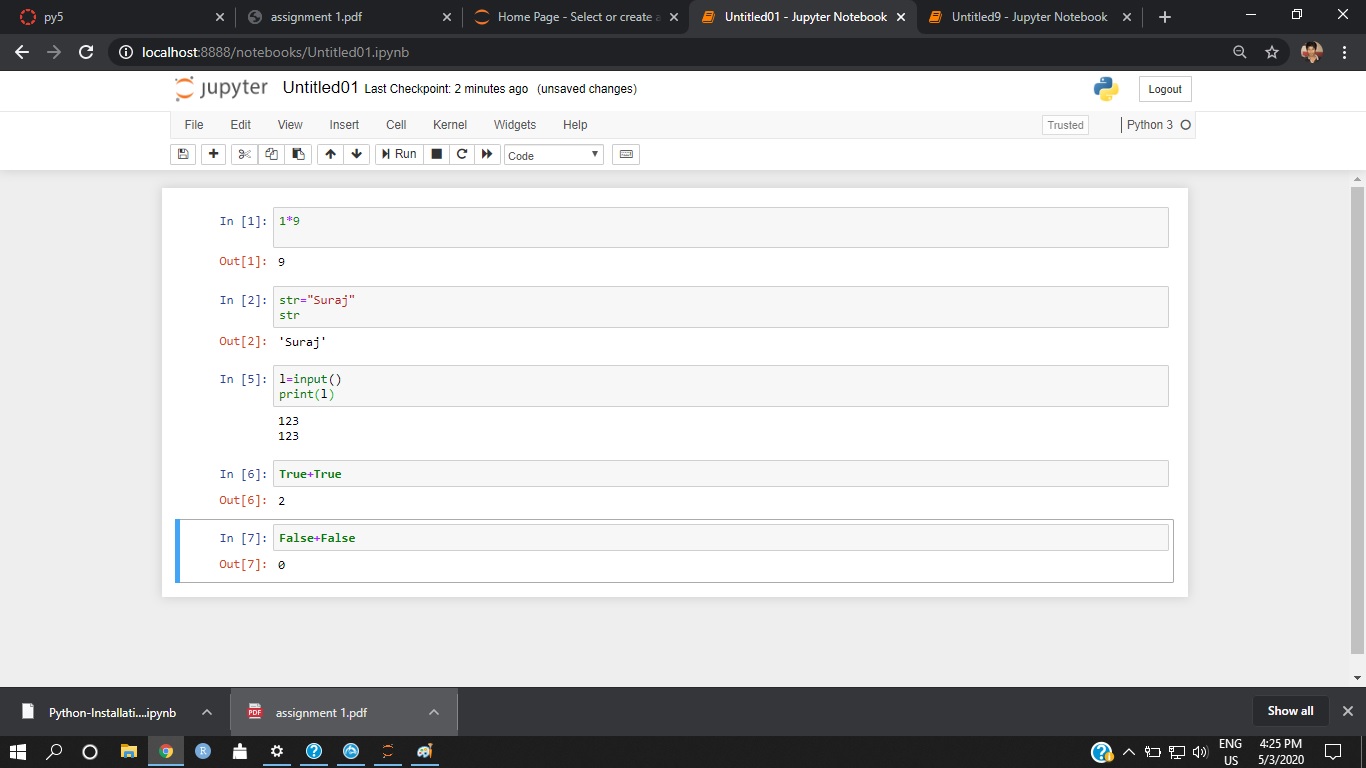 py5
assignment 1.pdf
Home Page - Select or create a
Untitled01 - Jupyter Notebook
Untitled9 - Jupyter Notebook
localhost:8888/notebooks/Untitled01.ipynb
jupyter Untitled01 Last Checkpoint: 2 minutes ago (unsaved changes)
Logout
File Edit View Insert Cell Kernel Widgets Help
Trusted
Python 3
Run
Code
In [1]: 1*9
Out[1]: 9
In [2]: str="Suraj"
str
Out[2]: 'Suraj'
In [5]: l=input()
print(l)
123
123
In [6]: True+True
Out[6]: 2
In [7]: False+False
Out[7]: 0
Python-Installati....ipynb
PDF
assignment 1.pdf
Show all
R
ENG
US
4:25 PM
5/3/2020